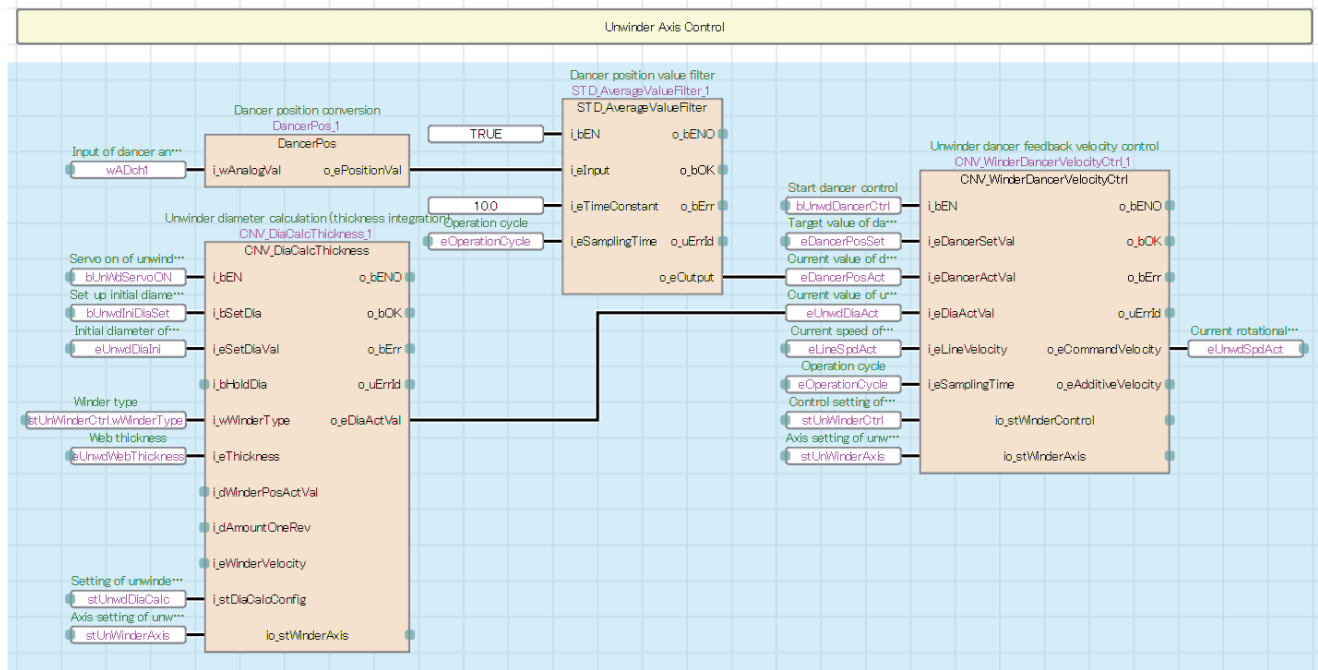 Unwinder Axis Control
Dancer position value filter
STD_AverageValueFilter_1
STD_AverageValueFilter
TRUE
i_bEN
o_bENO
o_bOK
i_eInput
10.0
i_eTimeConstant
o_bErr
Operation cycle
eOperationCycle
i_eSamplingTime
o_uErrId
o_eOutput
Dancer position conversion
DancerPos_1
DancerPos
Input of dancer an···
wADch1
i_wAnalogVal
o_ePositionVal
Unwinder diameter calculation (thickness integration)
CNV_DiaCalcThickness_1
CNV_DiaCalcThickness
Servo on of unwind···
bUnWdServoON
i_bEN
o_bENO
Set up initial diame···
bUnwdIniDiaSet
i_bSetDia
o_bOK
Initial diameter of···
eUnwdDiaIni
i_eSetDiaVal
o_bErr
i_bHoldDia
o_uErrId
Winder type
stUnWinderCtrl.wWinderType
i_wWinderType
o_eDiaActVal
Web thickness
eUnwdWebThickness
i_eThickness
i_dWinderPosActVal
i_dAmountOneRev
i_eWinderVelocity
Setting of unwinde···
stUnwdDiaCalc
i_stDiaCalcConfig
Axis setting of unw···
stUnWinderAxis
io_stWinderAxis
Unwinder dancer feedback velocity control
CNV_WinderDancerVelocityCtrl_1
CNV_WinderDancerVelocityCtrl
Start dancer control
bUnwdDancerCtrl
i_bEN
o_bENO
Target value of da···
eDancerPosSet
i_eDancerSetVal
o_bOK
Current value of d···
eDancerPosAct
i_eDancerActVal
o_bErr
Current value of u···
eUnwdDiaAct
i_eDiaActVal
o_uErrId
Current speed of···
eLineSpdAct
i_eLineVelocity
o_eCommandVelocity
Current rotational···
eUnwdSpdAct
Operation cycle
eOperationCycle
i_eSamplingTime
o_eAdditiveVelocity
Control setting of···
stUnWinderCtrl
io_stWinderControl
Axis setting of unw···
stUnWinderAxis
io_stWinderAxis